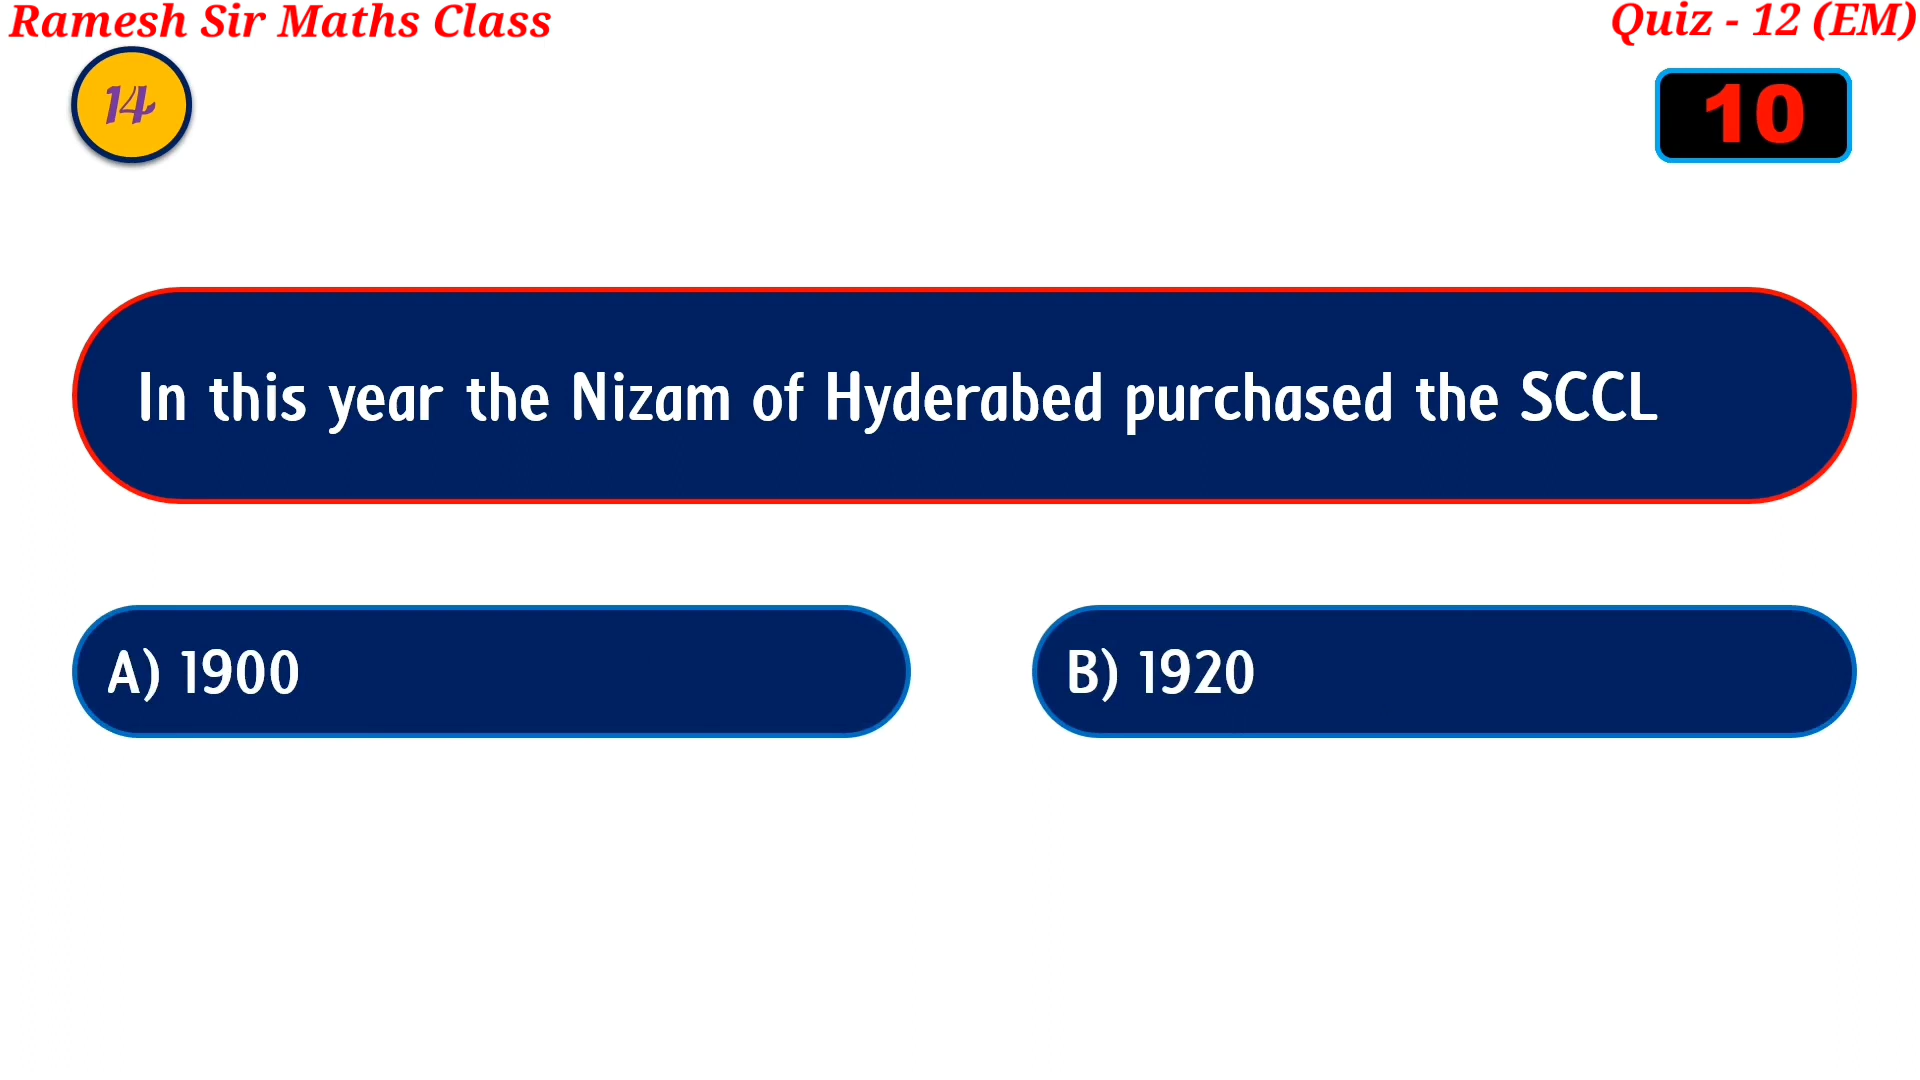 Ramesh Sir Maths Class
Quiz - 12 (EM)
14
10
In this year the Nizam of Hyderabed purchased the SCCL
A) 1900
B) 1920